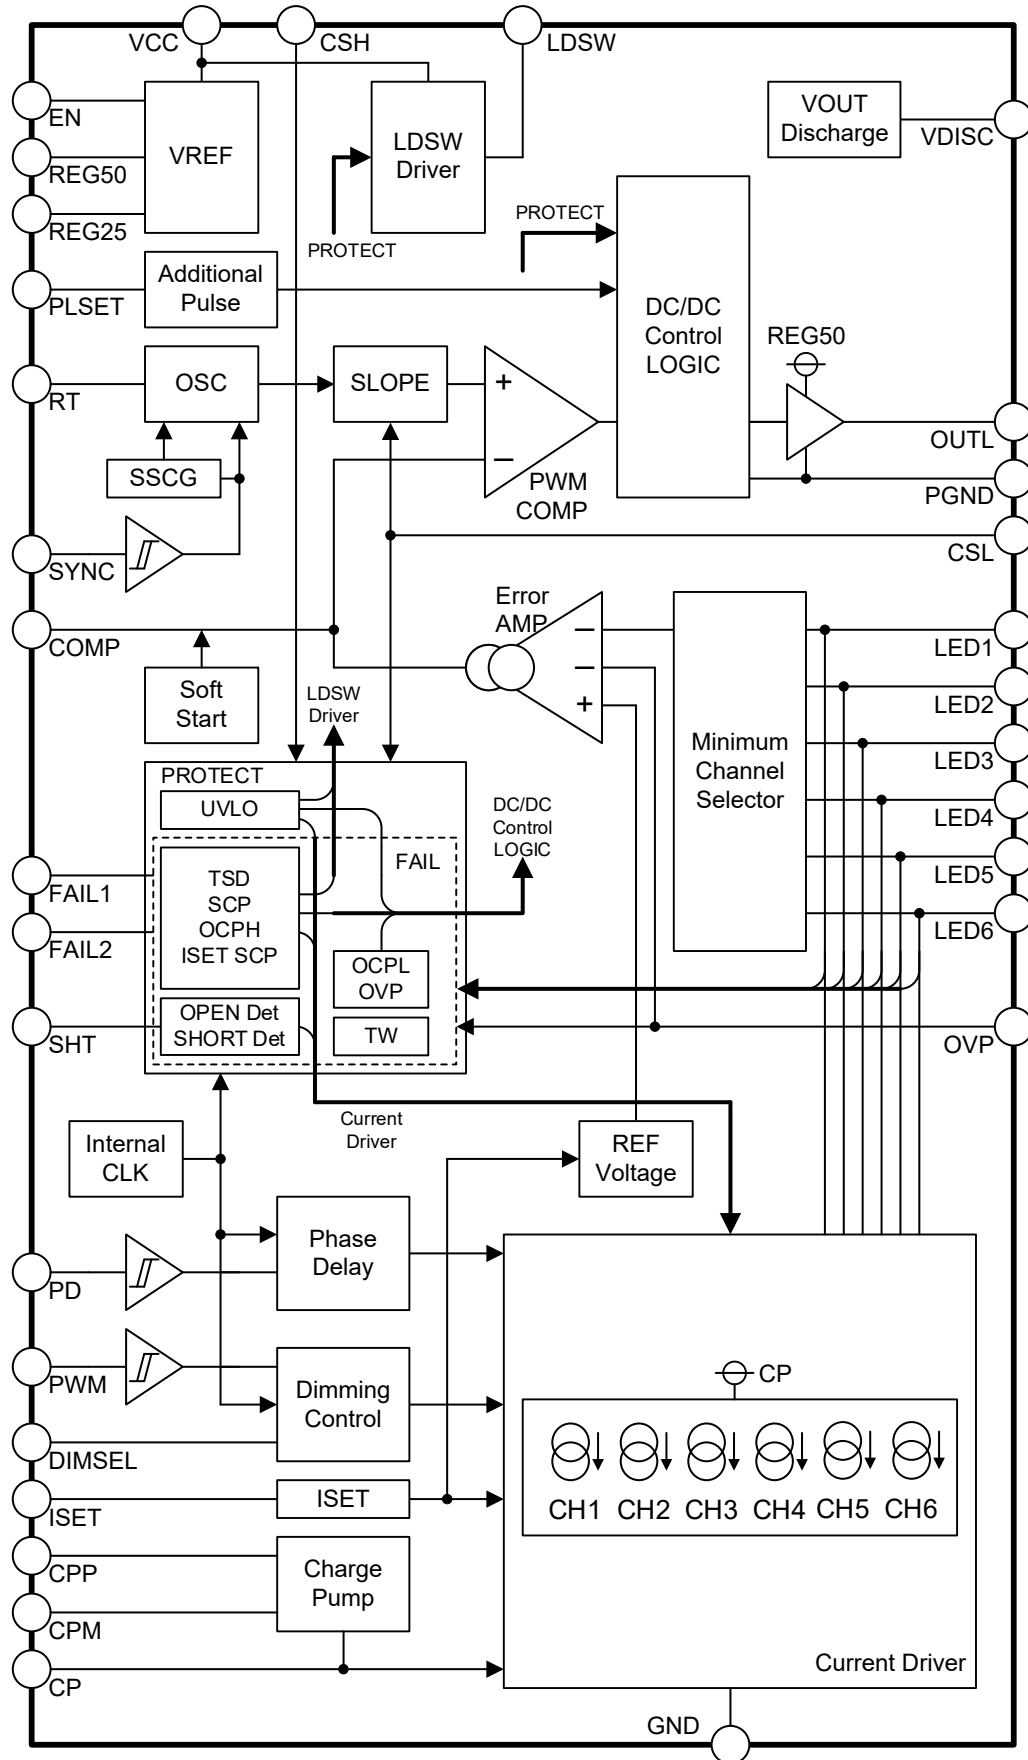 VCC
CSH
LDSW
EN
REG50
REG25
VREF
LDSW
Driver
VOUT
Discharge
VDISC
PROTECT
PROTECT
PLSET
Additional
Pulse
DC/DC
Control
LOGIC
REG50
RT
OSC
SLOPE
+
−
PWM
COMP
OUTL
SSCG
PGND
SYNC
CSL
COMP
Error
AMP
−
−
+
LED1
LED2
LED3
LED4
LED5
LED6
Soft
Start
LDSW
Driver
Minimum
Channel
Selector
PROTECT
UVLO
DC/DC
Control
LOGIC
FAIL
FAIL1
FAIL2
TSD
SCP
OCPH
ISET SCP
OCPL
OVP
SHT
OPEN Det
SHORT Det
TW
OVP
Current
Driver
Internal
CLK
REF
Voltage
Phase
Delay
PD
PWM
Dimming
Control
DIMSEL
CP
ISET
ISET
CH1 CH2 CH3 CH4 CH5 CH6
CPP
CPM
Charge
Pump
CP
Current Driver
GND